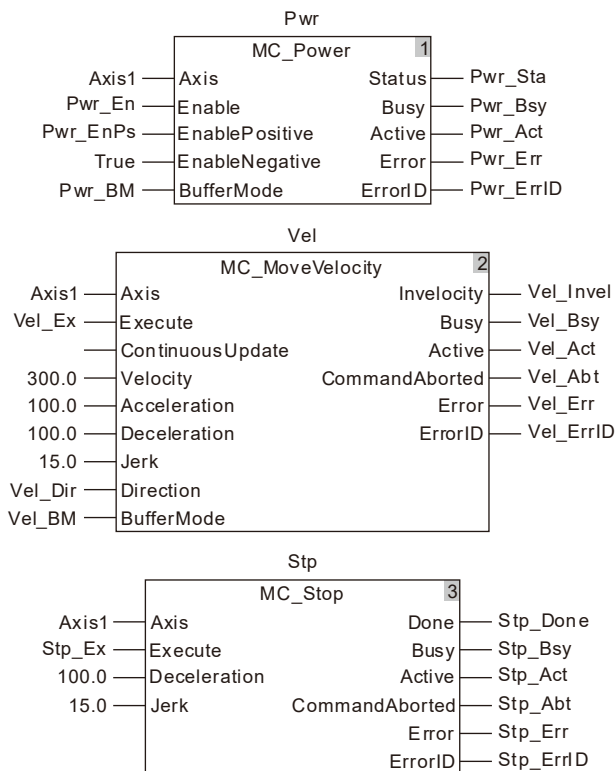 Pwr
MC_Power 1
Axis1 Axis Status Pwr_Sta
Pwr_En Enable Busy Pwr_Bsy
Pwr_EnPs EnablePositive Active Pwr_Act
True EnableNegative Error Pwr_Err
Pwr_BM BufferMode ErrorID Pwr_ErrID
Vel
MC_MoveVelocity 2
Axis1 Axis Invelocity Vel_Invel
Vel_Ex Execute Busy Vel_Bsy
ContinuousUpdate Active Vel_Act
300.0 Velocity CommandAborted Vel_Abt
100.0 Acceleration Error Vel_Err
100.0 Deceleration ErrorID Vel_ErrID
15.0 Jerk
Vel_Dir Direction
Vel_BM BufferMode
Stp
MC_Stop 3
Axis1 Axis Done Stp_Done
Stp_Ex Execute Busy Stp_Bsy
100.0 Deceleration Active Stp_Act
15.0 Jerk CommandAborted Stp_Abt
Error Stp_Err
ErrorID Stp_ErrID